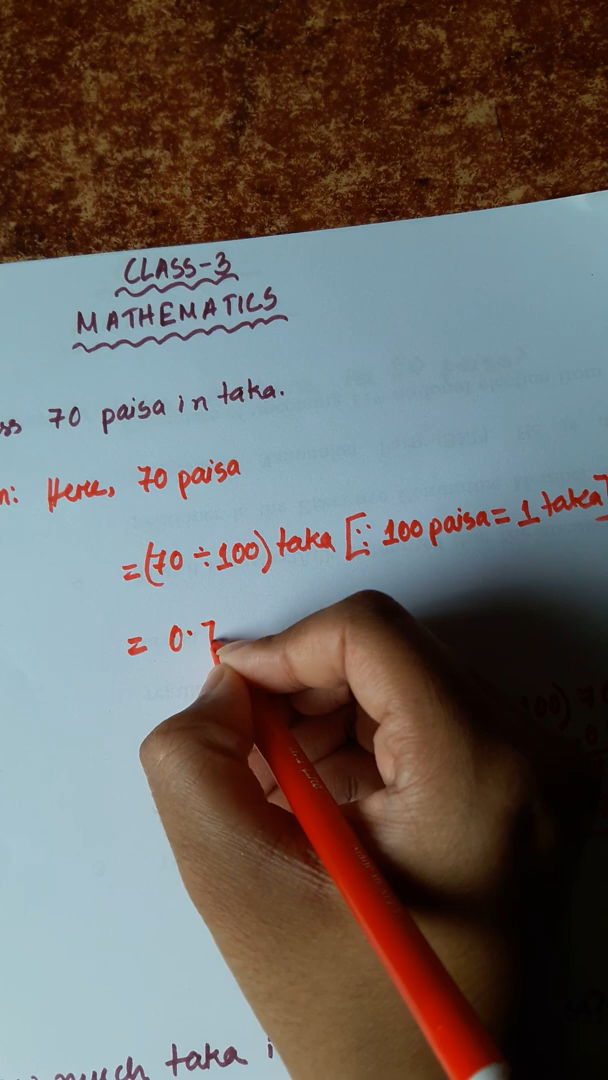 CLASS-3
MATHEMATICS
ss 70 paisa in taka.
n: Here, 70 paisa
= (70 ÷ 100) taka [∵ 100 paisa = 1 taka]
= 0.7
much taka i